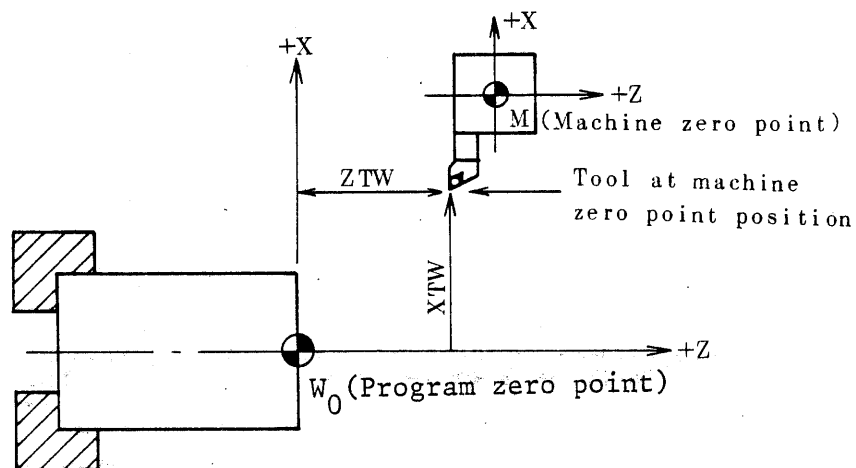 +X
+X
+Z
M (Machine zero point)
ZTW
Tool at machine
zero point position
XTW
+Z
W0 (Program zero point)